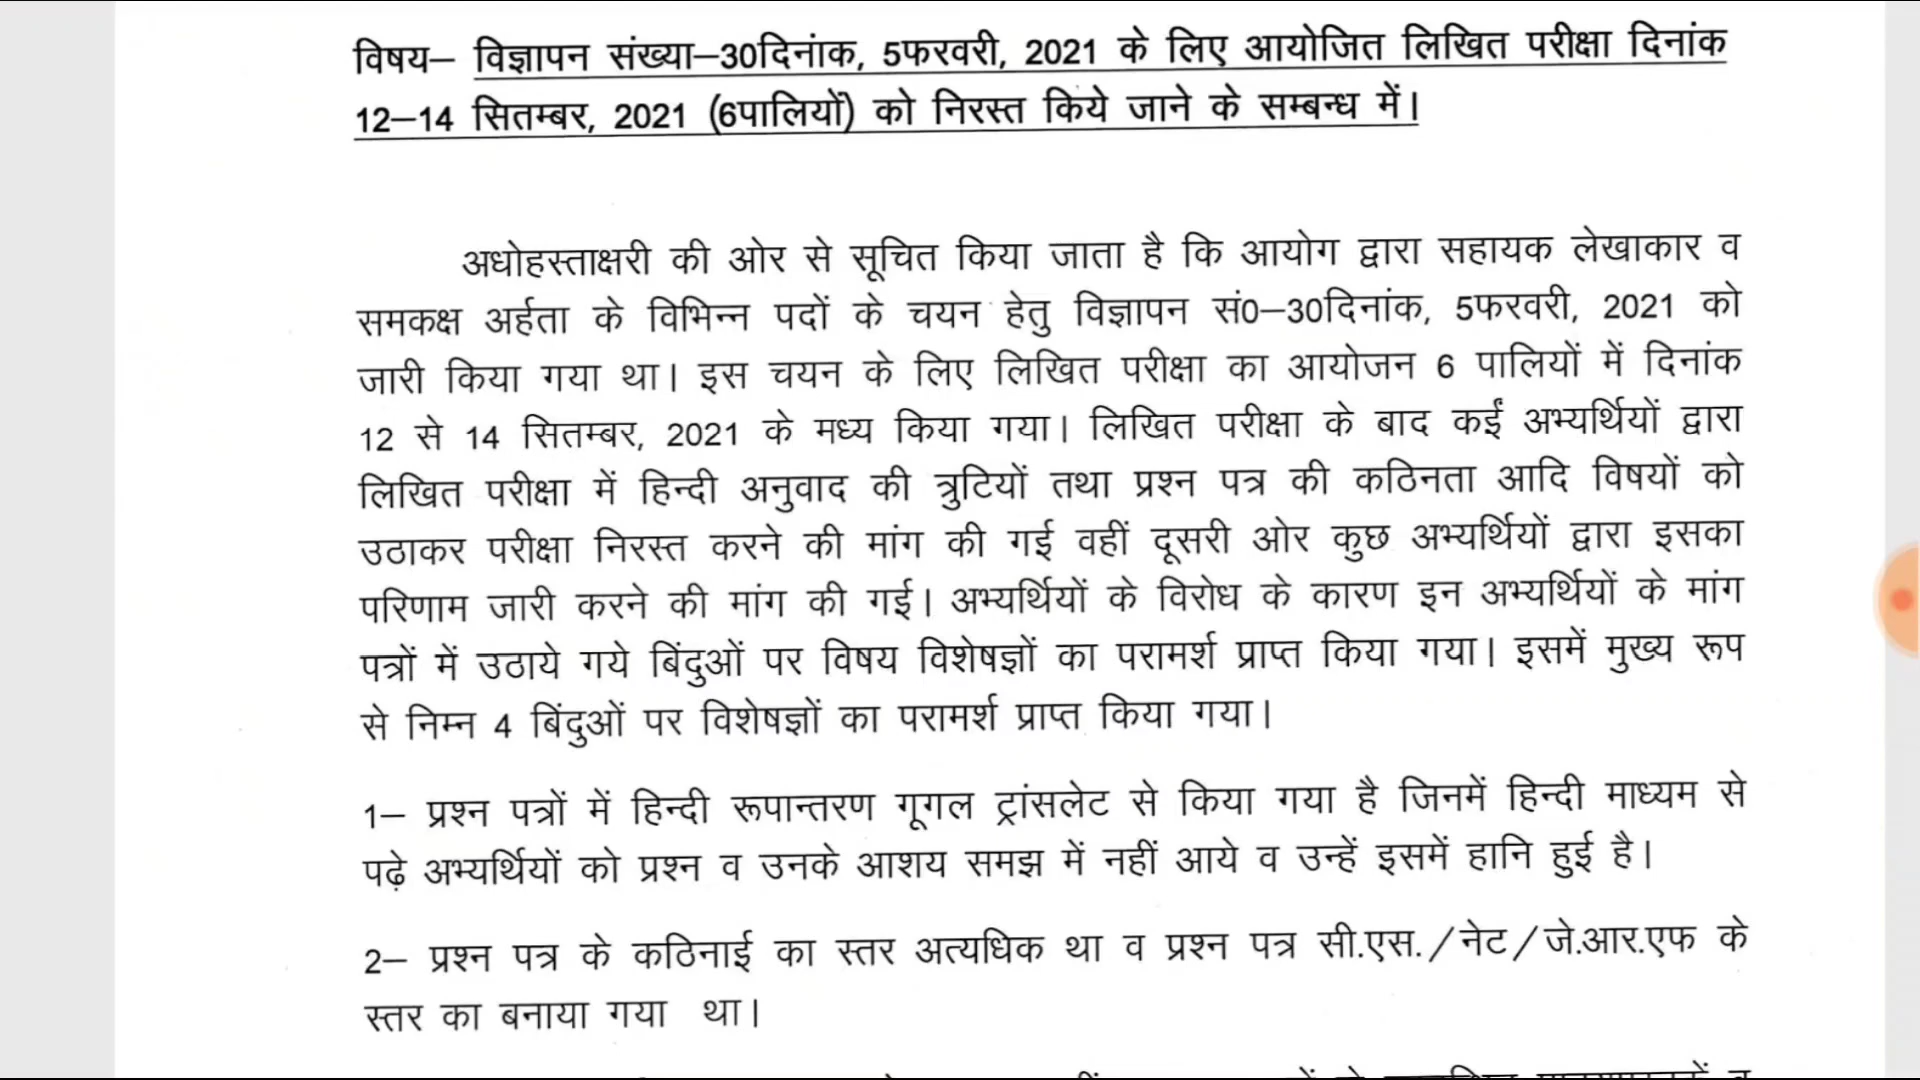 विषय– विज्ञापन संख्या–30दिनांक, 5फरवरी, 2021 के लिए आयोजित लिखित परीक्षा दिनांक
12–14 सितम्बर, 2021 (6पालियों) को निरस्त किये जाने के सम्बन्ध में।
अधोहस्ताक्षरी की ओर से सूचित किया जाता है कि आयोग द्वारा सहायक लेखाकार व
समकक्ष अर्हता के विभिन्न पदों के चयन हेतु विज्ञापन सं0–30दिनांक, 5फरवरी, 2021 को
जारी किया गया था। इस चयन के लिए लिखित परीक्षा का आयोजन 6 पालियों में दिनांक
12 से 14 सितम्बर, 2021 के मध्य किया गया। लिखित परीक्षा के बाद कईं अभ्यर्थियों द्वारा
लिखित परीक्षा में हिन्दी अनुवाद की त्रुटियों तथा प्रश्न पत्र की कठिनता आदि विषयों को
उठाकर परीक्षा निरस्त करने की मांग की गई वहीं दूसरी ओर कुछ अभ्यर्थियों द्वारा इसका
परिणाम जारी करने की मांग की गई। अभ्यर्थियों के विरोध के कारण इन अभ्यर्थियों के मांग
पत्रों में उठाये गये बिंदुओं पर विषय विशेषज्ञों का परामर्श प्राप्त किया गया। इसमें मुख्य रूप
से निम्न 4 बिंदुओं पर विशेषज्ञों का परामर्श प्राप्त किया गया।
1– प्रश्न पत्रों में हिन्दी रूपान्तरण गूगल ट्रांसलेट से किया गया है जिनमें हिन्दी माध्यम से
पढ़े अभ्यर्थियों को प्रश्न व उनके आशय समझ में नहीं आये व उन्हें इसमें हानि हुई है।
2– प्रश्न पत्र के कठिनाई का स्तर अत्यधिक था व प्रश्न पत्र सी.एस./नेट/जे.आर.एफ के
स्तर का बनाया गया था।